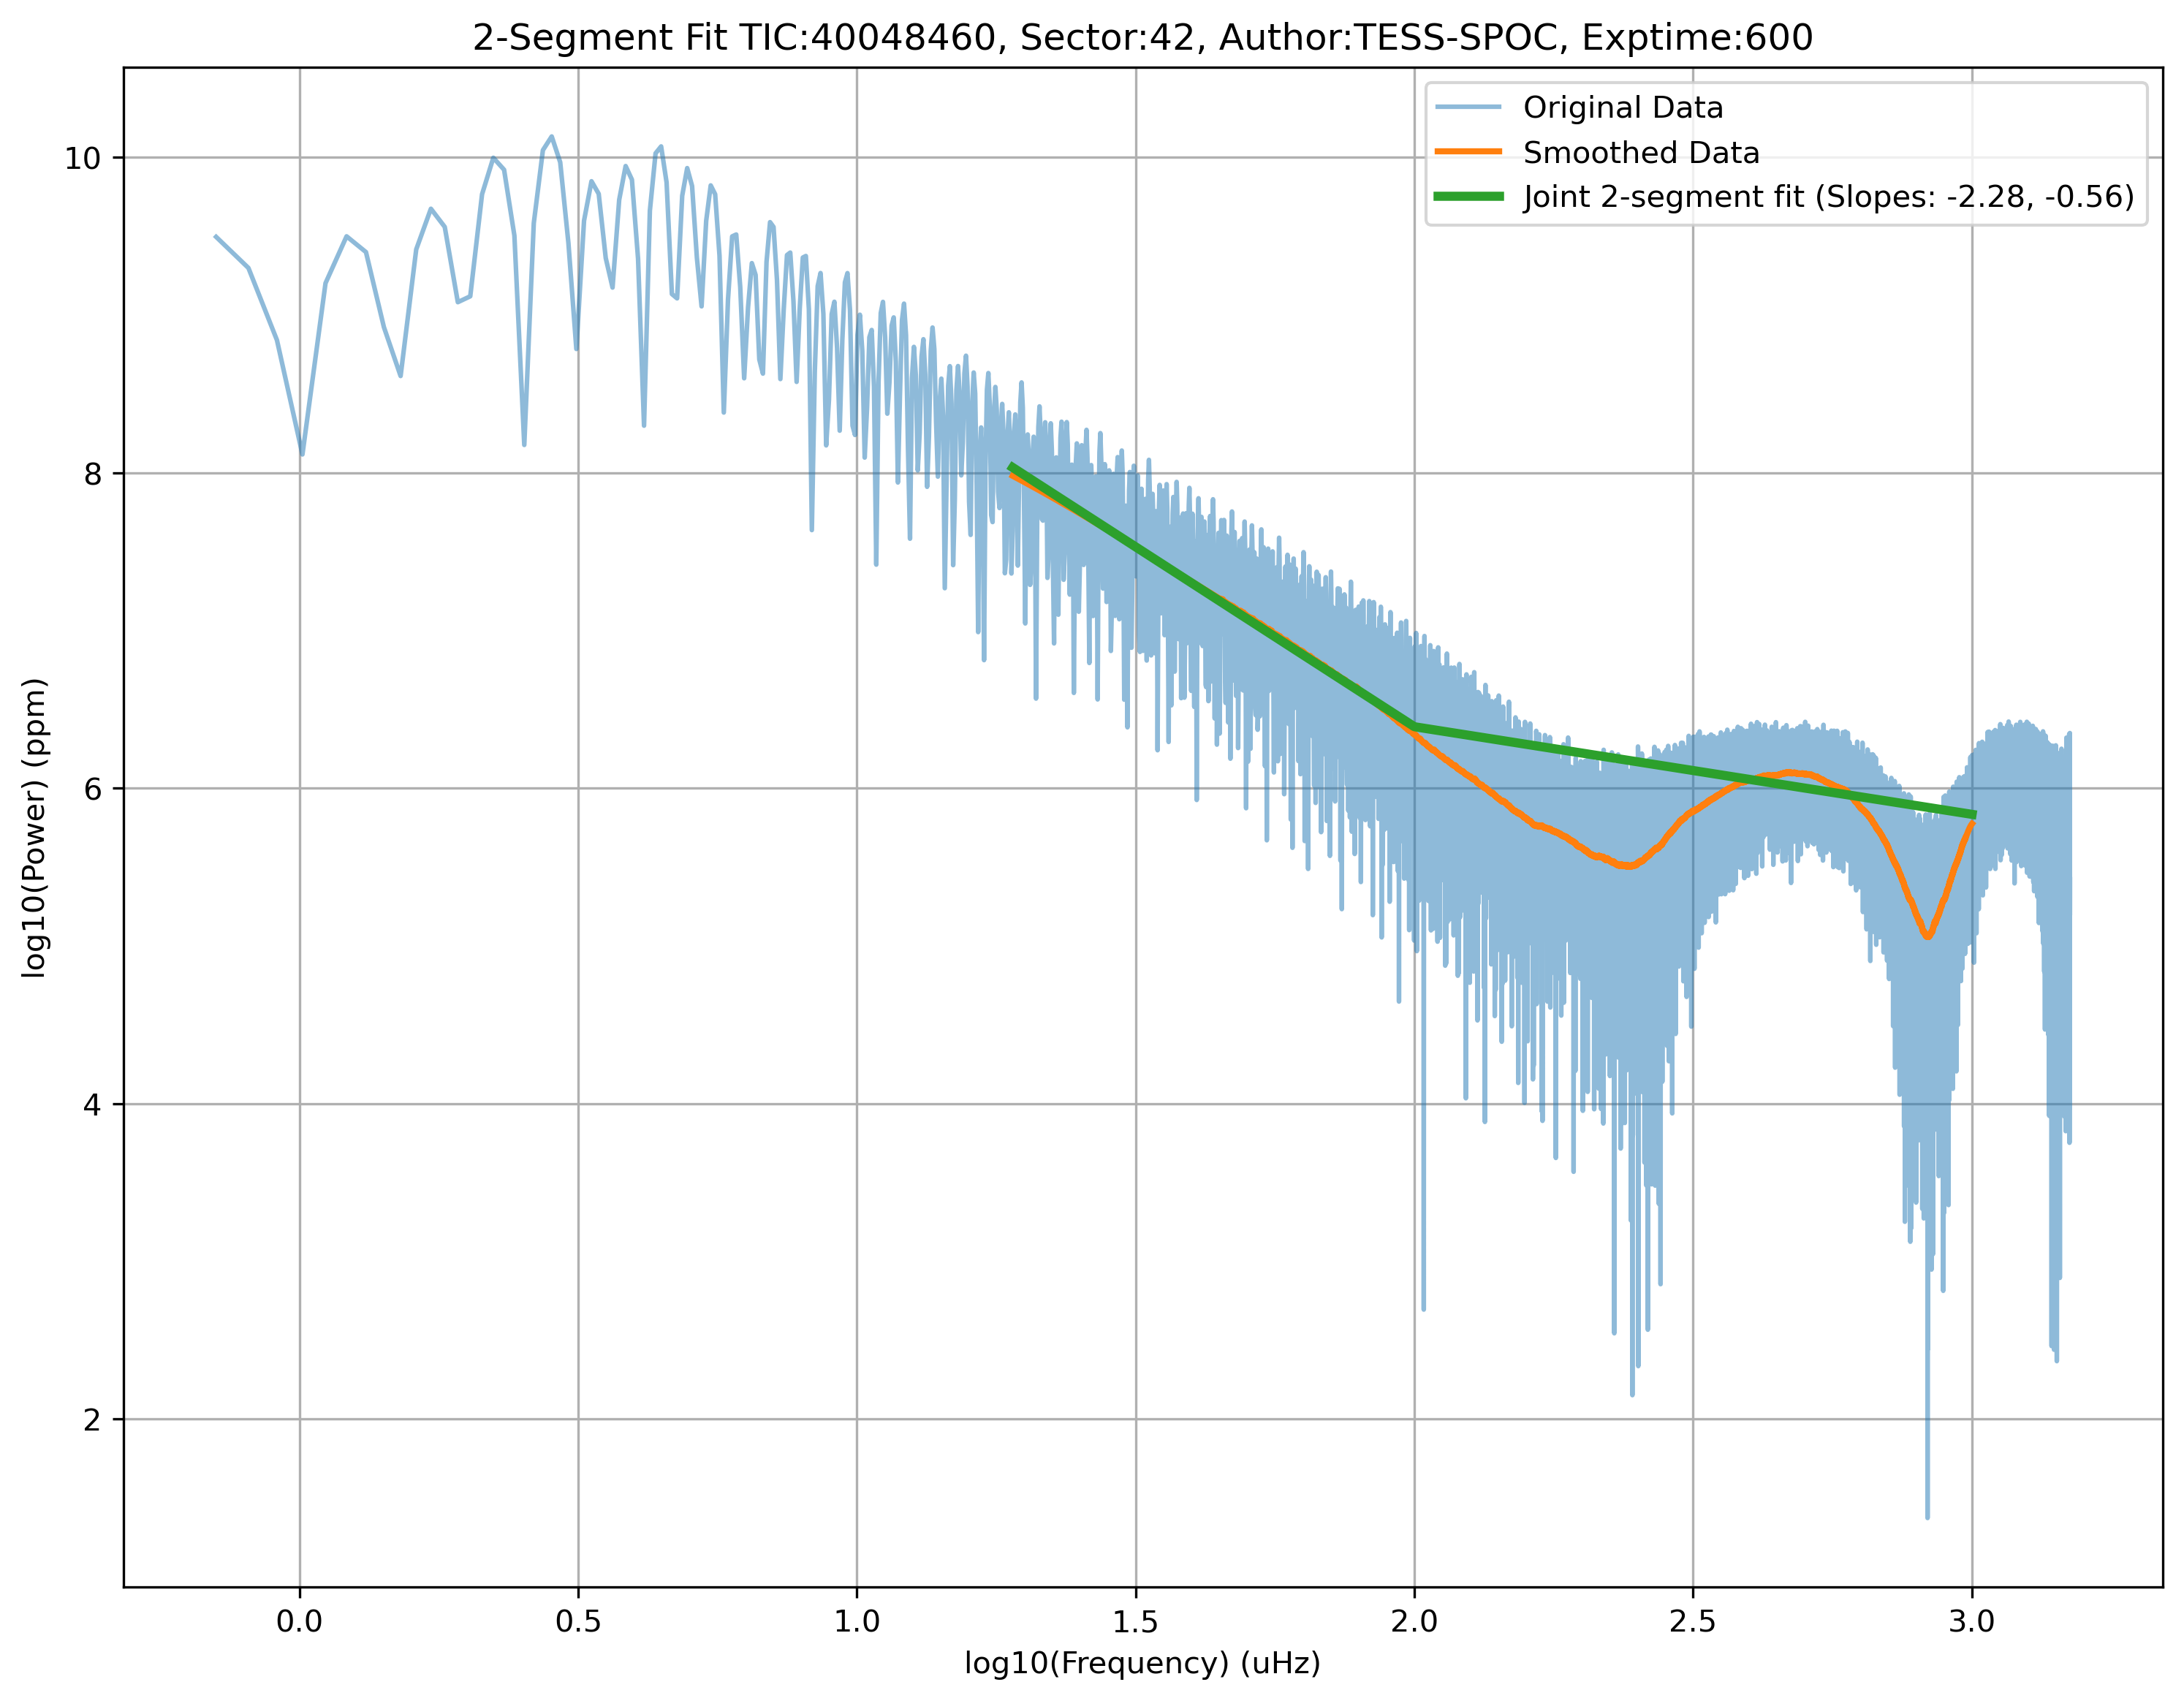 2-Segment Fit TIC:40048460, Sector:42, Author:TESS-SPOC, Exptime:600
Original Data
Smoothed Data
Joint 2-segment fit (Slopes: -2.28, -0.56)
10
8
6
4
2
log10(Power) (ppm)
0.0 0.5 1.0 1.5 2.0 2.5 3.0
log10(Frequency) (uHz)